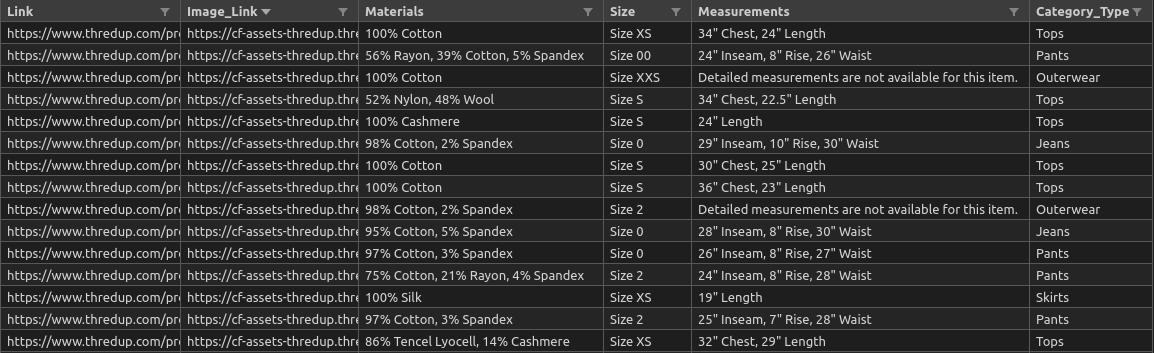 Link Image_Link Materials Size Measurements Category_Type
https://www.thredup.com/pr https://cf-assets-thredup.thre 100% Cotton Size XS 34" Chest, 24" Length Tops
https://www.thredup.com/pr https://cf-assets-thredup.thre 56% Rayon, 39% Cotton, 5% Spandex Size 00 24" Inseam, 8" Rise, 26" Waist Pants
https://www.thredup.com/pr https://cf-assets-thredup.thre 100% Cotton Size XXS Detailed measurements are not available for this item. Outerwear
https://www.thredup.com/pr https://cf-assets-thredup.thre 52% Nylon, 48% Wool Size S 34" Chest, 22.5" Length Tops
https://www.thredup.com/pr https://cf-assets-thredup.thre 100% Cashmere Size S 24" Length Tops
https://www.thredup.com/pr https://cf-assets-thredup.thre 98% Cotton, 2% Spandex Size 0 29" Inseam, 10" Rise, 30" Waist Jeans
https://www.thredup.com/pr https://cf-assets-thredup.thre 100% Cotton Size S 30" Chest, 25" Length Tops
https://www.thredup.com/pr https://cf-assets-thredup.thre 100% Cotton Size S 36" Chest, 23" Length Tops
https://www.thredup.com/pr https://cf-assets-thredup.thre 98% Cotton, 2% Spandex Size 2 Detailed measurements are not available for this item. Outerwear
https://www.thredup.com/pr https://cf-assets-thredup.thre 95% Cotton, 5% Spandex Size 0 28" Inseam, 8" Rise, 30" Waist Jeans
https://www.thredup.com/pr https://cf-assets-thredup.thre 97% Cotton, 3% Spandex Size 0 26" Inseam, 8" Rise, 27" Waist Pants
https://www.thredup.com/pr https://cf-assets-thredup.thre 75% Cotton, 21% Rayon, 4% Spandex Size 2 24" Inseam, 8" Rise, 28" Waist Pants
https://www.thredup.com/pr https://cf-assets-thredup.thre 100% Silk Size XS 19" Length Skirts
https://www.thredup.com/pr https://cf-assets-thredup.thre 97% Cotton, 3% Spandex Size 2 25" Inseam, 7" Rise, 28" Waist Pants
https://www.thredup.com/pr https://cf-assets-thredup.thre 86% Tencel Lyocell, 14% Cashmere Size XS 32" Chest, 29" Length Tops